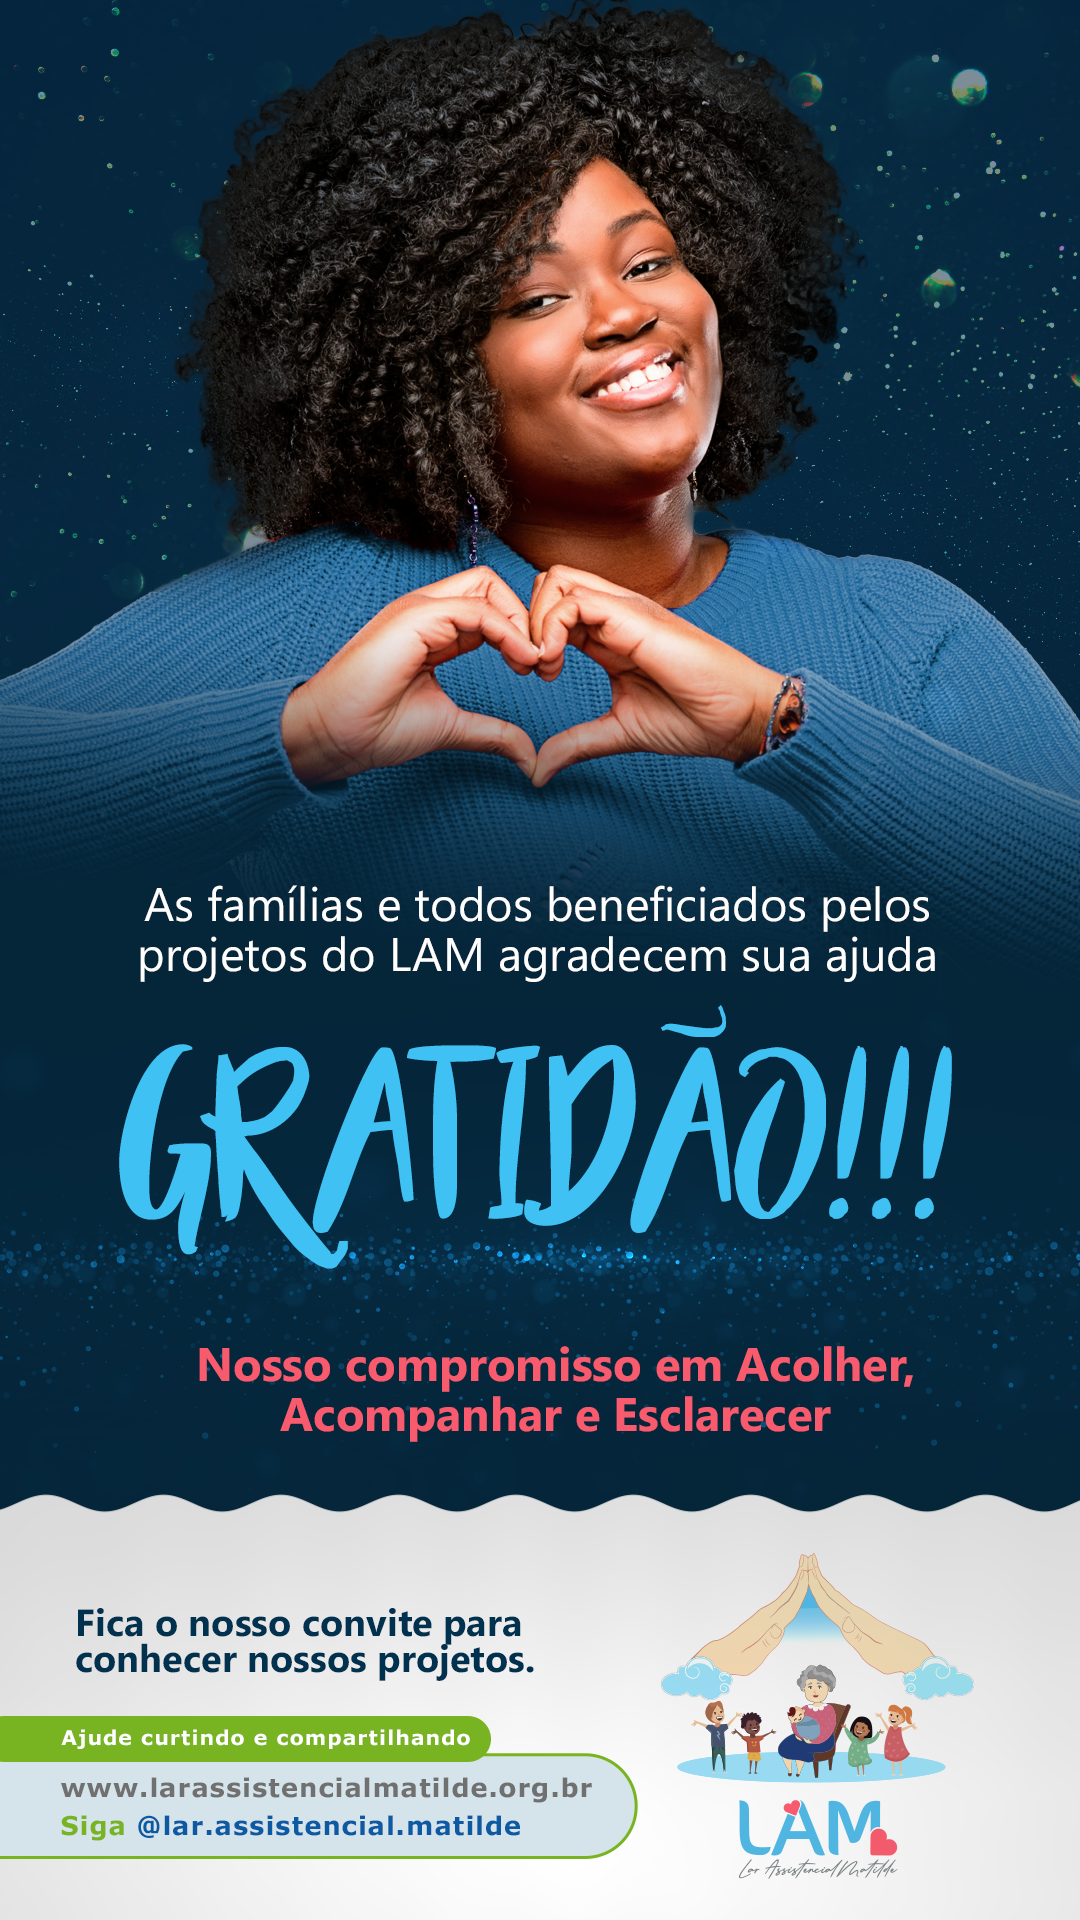 As famílias e todos beneficiados pelos
projetos do LAM agradecem sua ajuda
GRATIDÃO!!!
Nosso compromisso em Acolher,
Acompanhar e Esclarecer
Fica o nosso convite para
conhecer nossos projetos.
Ajude curtindo e compartilhando
www.larassistencialmatilde.org.br
Siga @lar.assistencial.matilde
LAM
Lar Assistencial Matilde